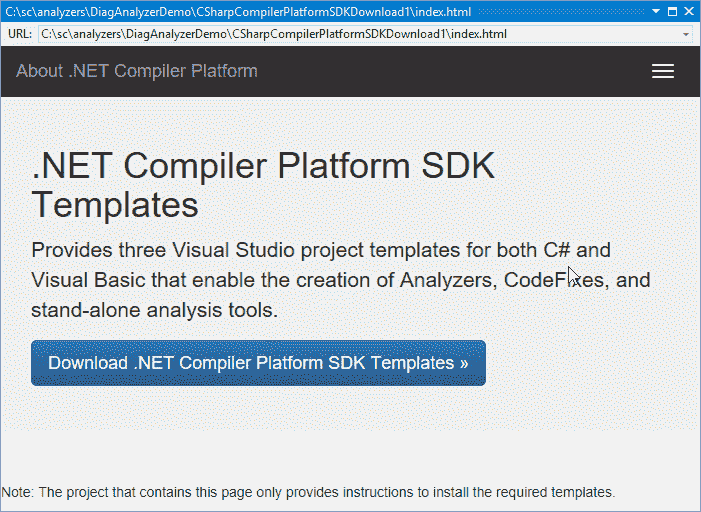 C:\sc\analyzers\DiagAnalyzerDemo\CSharpCompilerPlatformSDKDownload1\index.html
URL: C:\sc\analyzers\DiagAnalyzerDemo\CSharpCompilerPlatformSDKDownload1\index.html
About .NET Compiler Platform
.NET Compiler Platform SDK
Templates
Provides three Visual Studio project templates for both C# and
Visual Basic that enable the creation of Analyzers, CodeFixes, and
stand-alone analysis tools.
Download .NET Compiler Platform SDK Templates »
Note: The project that contains this page only provides instructions to install the required templates.